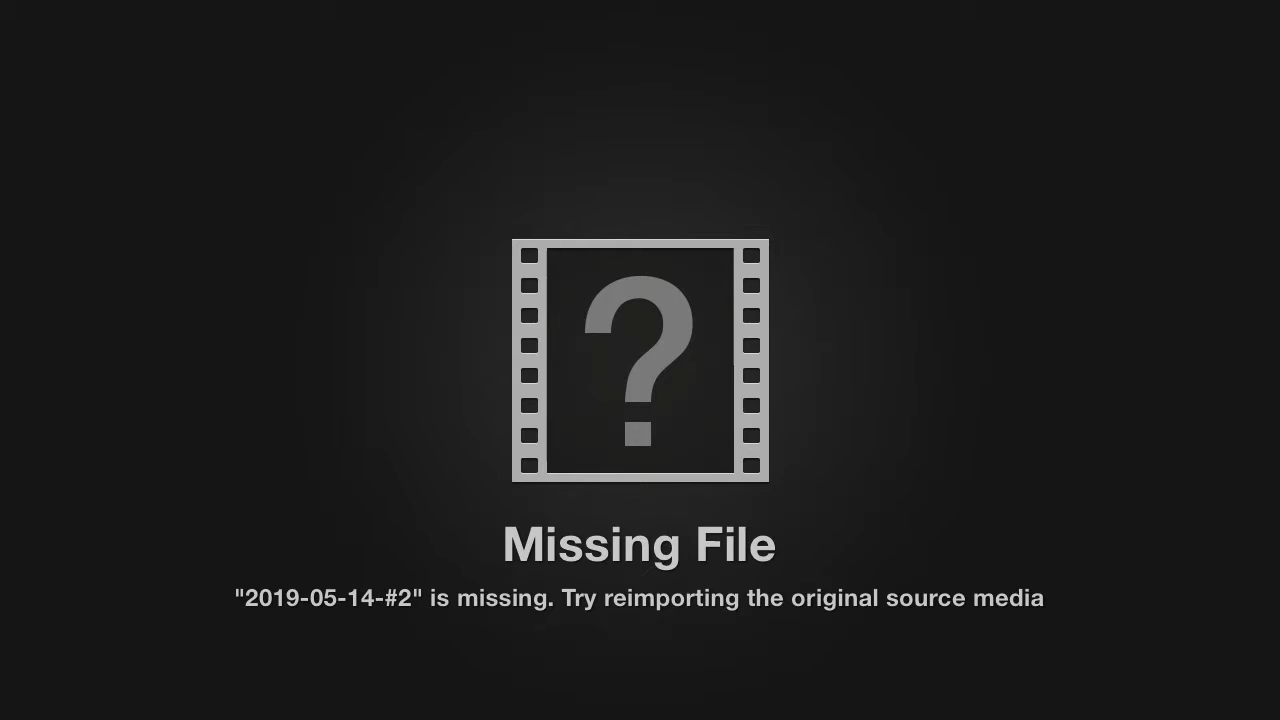 ?
Missing File
"2019-05-14-#2" is missing. Try reimporting the original source media